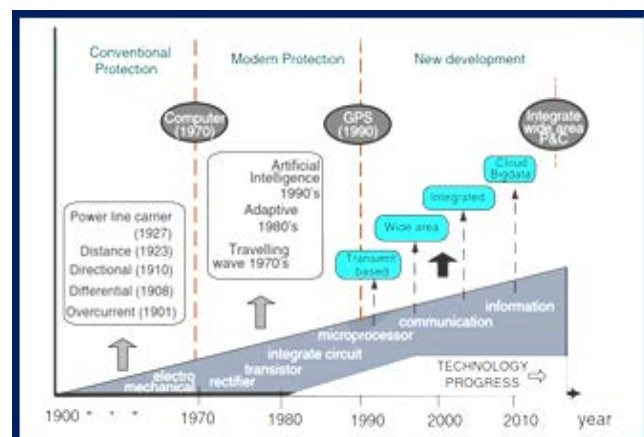 Conventional
Protection
Modern Protection
New development
Computer
(1970)
GPS
(1990)
Integrate
wide area
P&C
Artificial
Intelligence
1990's
Adaptive
1980's
Travelling
wave 1970's
Power line carrier
(1927)
Distance (1923)
Directional (1910)
Differential (1908)
Overcurrent (1901)
Transient
based
Wide area
Integrated
Cloud
Bigdata
electro
mechanical
rectifier
transistor
integrate circuit
microprocessor
communication
information
TECHNOLOGY
PROGRESS
1900
1970
1980
1990
2000
2010
year